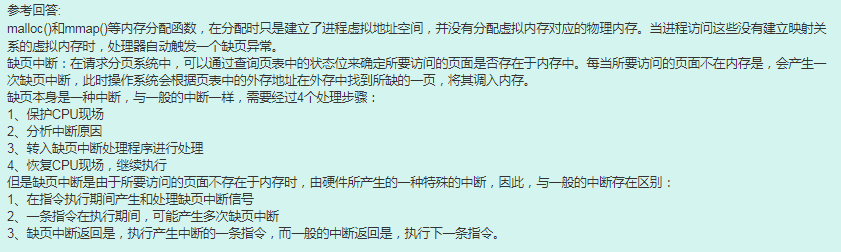 参考回答:
malloc()和mmap()等内存分配函数，在分配时只是建立了进程虚拟地址空间，并没有分配虚拟内存对应的物理内存。当进程访问这些没有建立映射关
系的虚拟内存时，处理器自动触发一个缺页异常。
缺页中断：在请求分页系统中，可以通过查询页表中的状态位来确定所要访问的页面是否存在于内存中。每当所要访问的页面不在内存是，会产生一
次缺页中断，此时操作系统会根据页表中的外存地址在外存中找到所缺的一页，将其调入内存。
缺页本身是一种中断，与一般的中断一样，需要经过4个处理步骤：
1、保护CPU现场
2、分析中断原因
3、转入缺页中断处理程序进行处理
4、恢复CPU现场，继续执行
但是缺页中断是由于所要访问的页面不存在于内存时，由硬件所产生的一种特殊的中断，因此，与一般的中断存在区别：
1、在指令执行期间产生和处理缺页中断信号
2、一条指令在执行期间，可能产生多次缺页中断
3、缺页中断返回是，执行产生中断的一条指令，而一般的中断返回是，执行下一条指令。